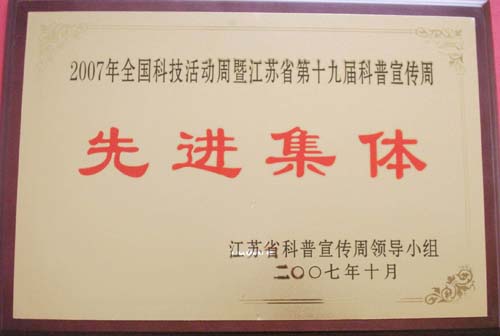 2007年全国科技活动周暨江苏省第十九届科普宣传周
先进集体
江苏省科普宣传周领导小组
二〇〇七年十月